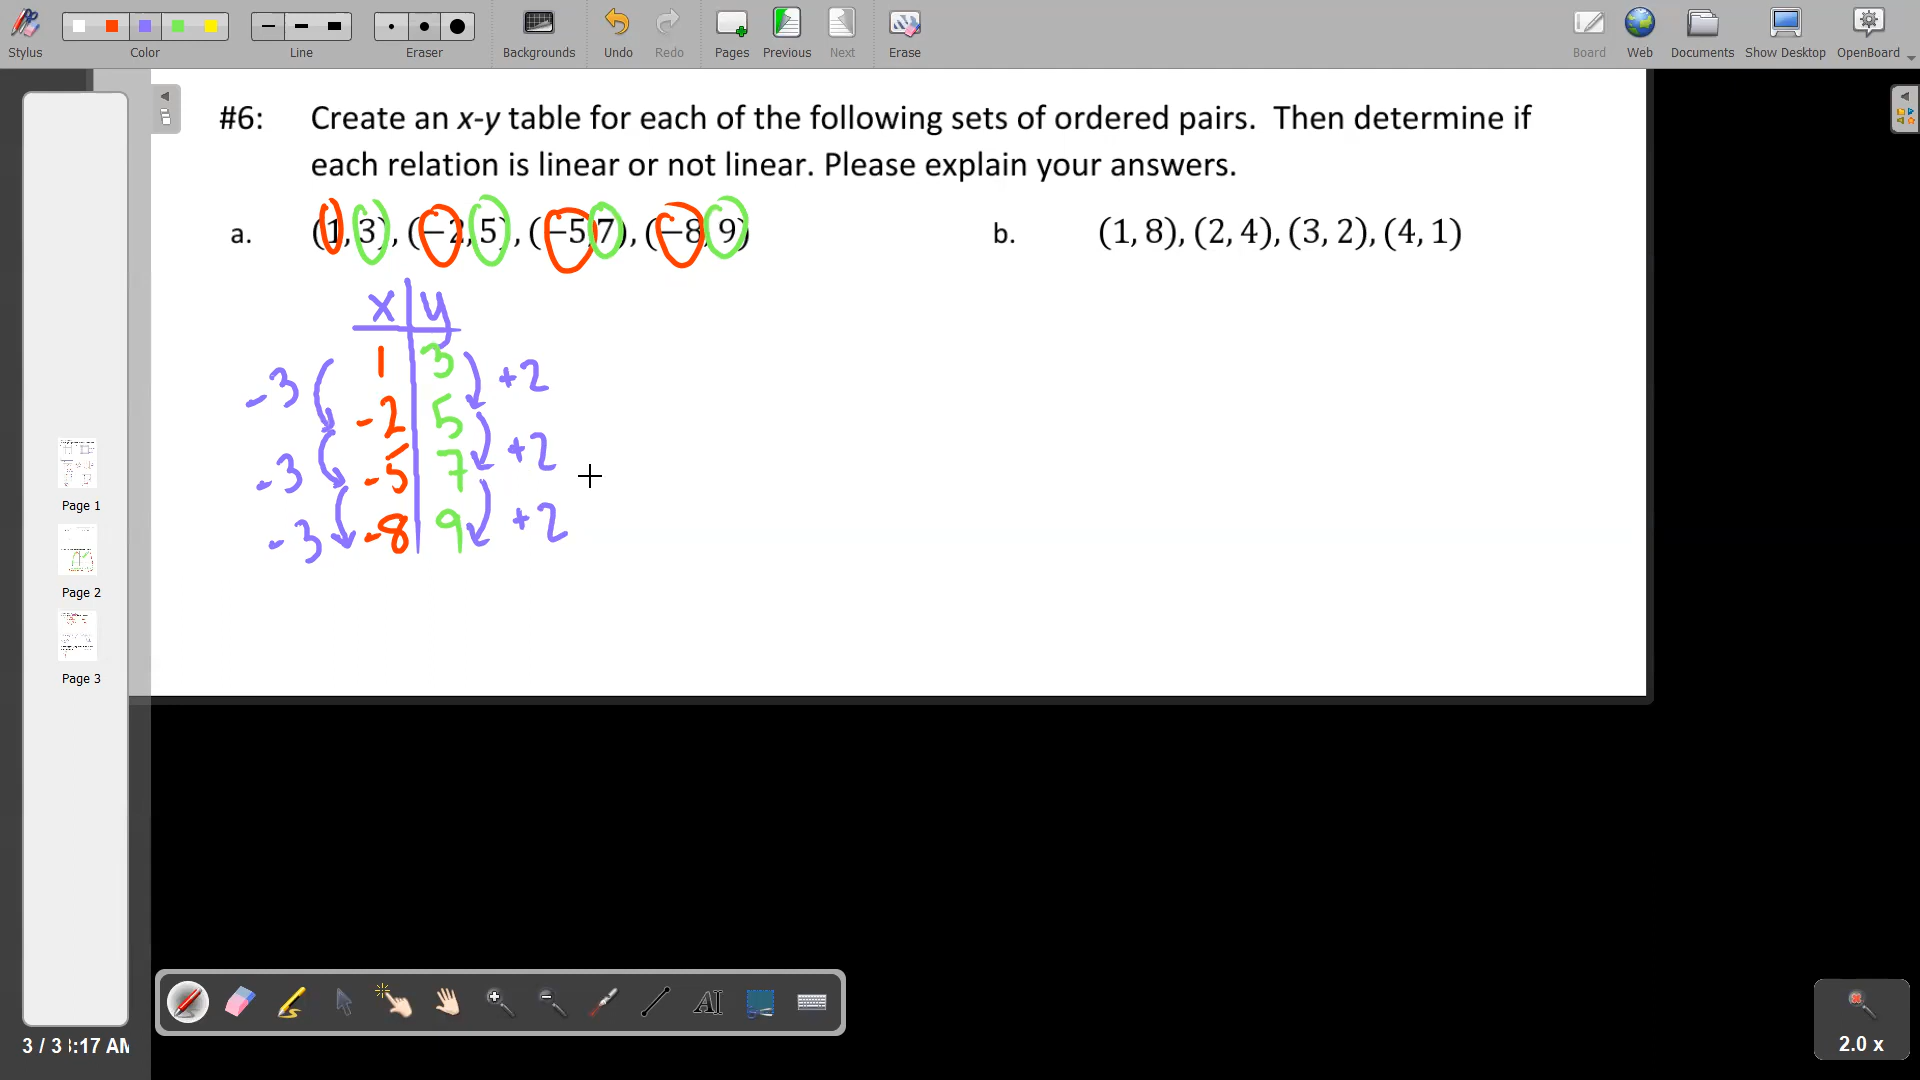 Stylus Color Line Eraser Backgrounds Undo Redo Pages Previous Next Erase Board Web Documents Show Desktop OpenBoard
#6: Create an x-y table for each of the following sets of ordered pairs. Then determine if
each relation is linear or not linear. Please explain your answers.
a. (1, 3), (−2, 5), (−5, 7), (−8, 9) b. (1, 8), (2, 4), (3, 2), (4, 1)
x y
1 3
-3 +2
-2 5
-3 +2
-5 7
-3 +2
-8 9
Page 1
Page 2
Page 3
3 / 3
:17 AM
2.0 x